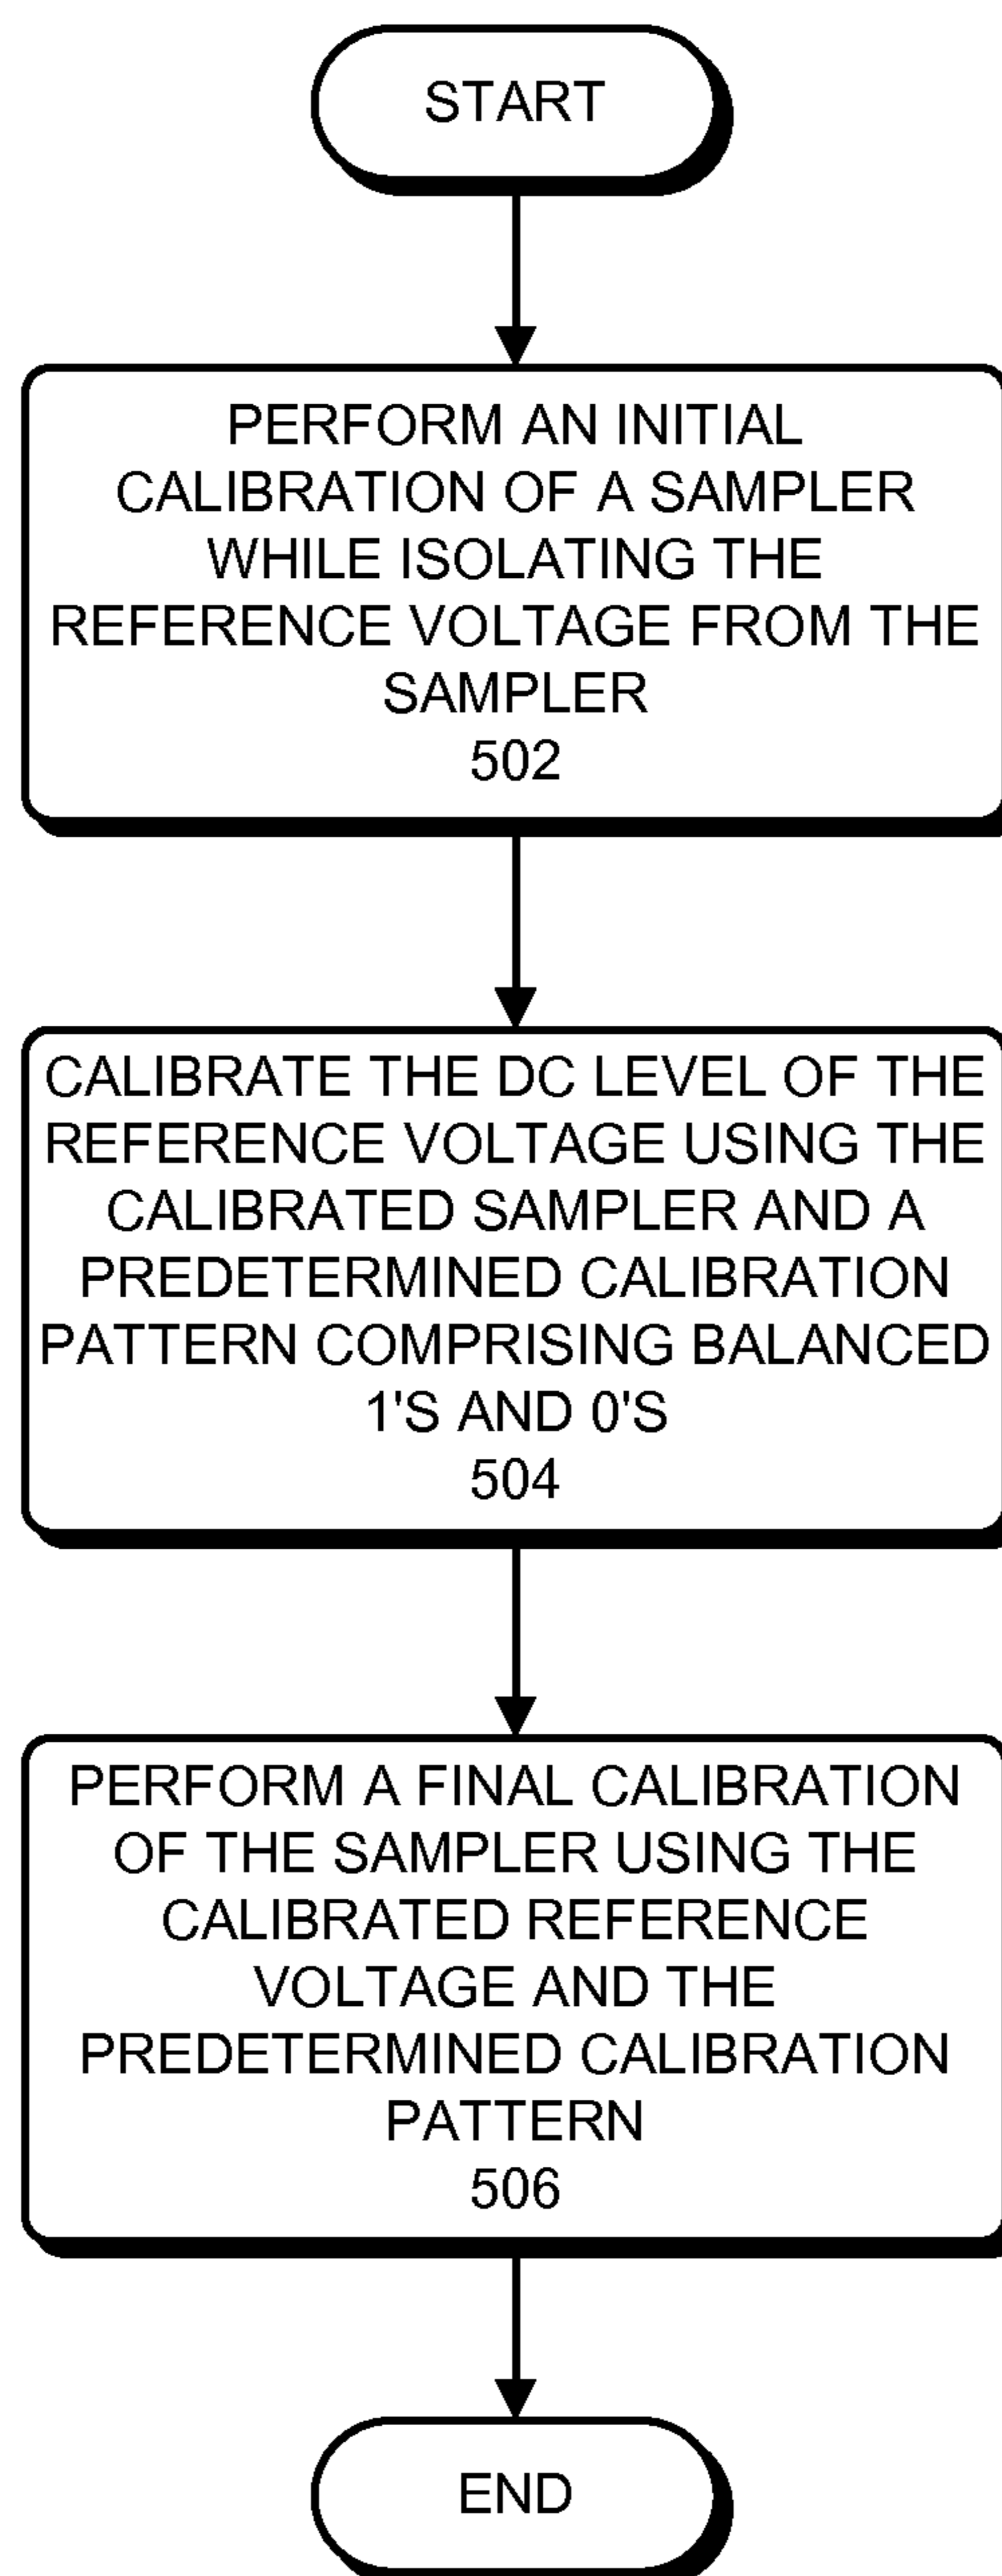 START
PERFORM AN INITIAL
CALIBRATION OF A SAMPLER
WHILE ISOLATING THE
REFERENCE VOLTAGE FROM THE
SAMPLER
502
CALIBRATE THE DC LEVEL OF THE
REFERENCE VOLTAGE USING THE
CALIBRATED SAMPLER AND A
PREDETERMINED CALIBRATION
PATTERN COMPRISING BALANCED
1'S AND 0'S
504
PERFORM A FINAL CALIBRATION
OF THE SAMPLER USING THE
CALIBRATED REFERENCE
VOLTAGE AND THE
PREDETERMINED CALIBRATION
PATTERN
506
END